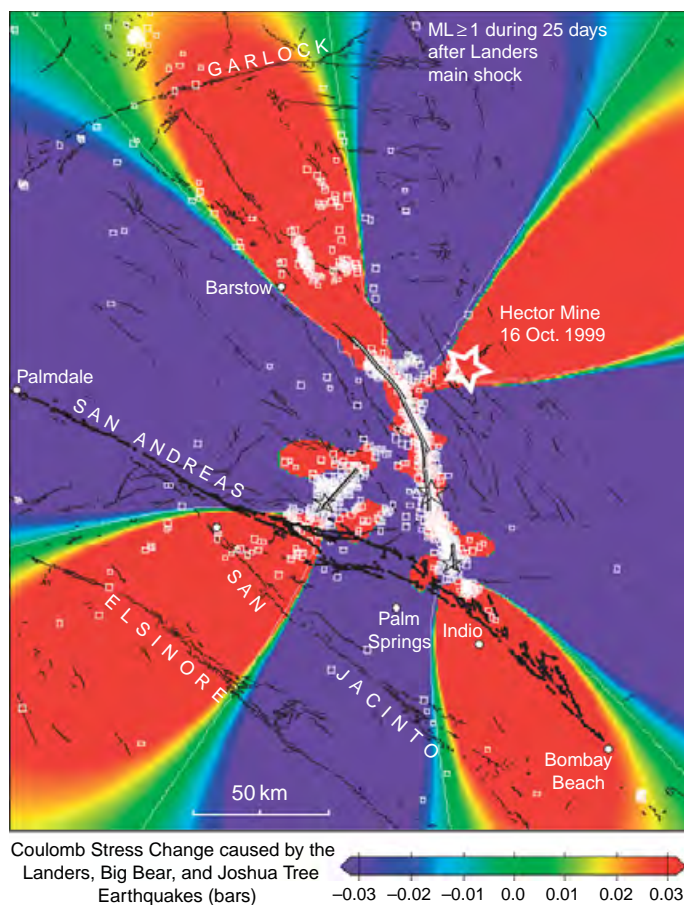 ML ≥ 1 during 25 days
after Landers
main shock
GARLOCK
Barstow
Hector Mine
16 Oct. 1999
Palmdale
SAN ANDREAS
SAN
JACINTO
ELSINORE
Palm
Springs
Indio
Bombay
Beach
50 km
Coulomb Stress Change caused by the
Landers, Big Bear, and Joshua Tree
Earthquakes (bars)
−0.03 −0.02 −0.01 0.0 0.01 0.02 0.03